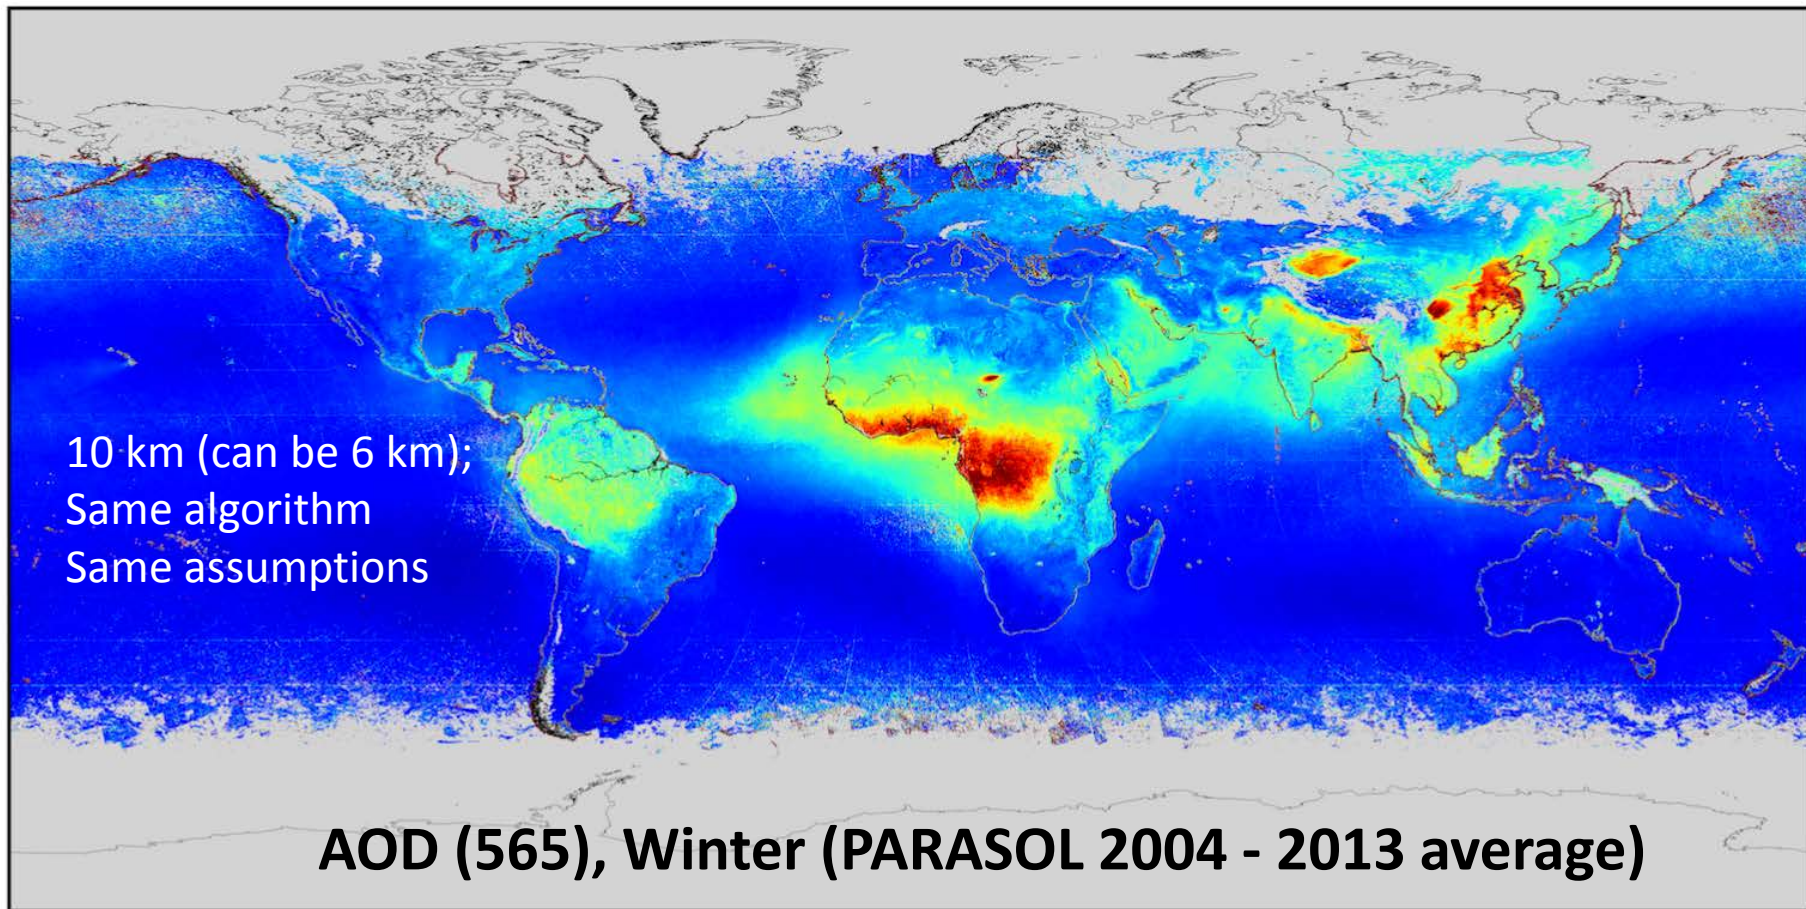 10 km (can be 6 km);
Same algorithm
Same assumptions
AOD (565), Winter (PARASOL 2004 - 2013 average)